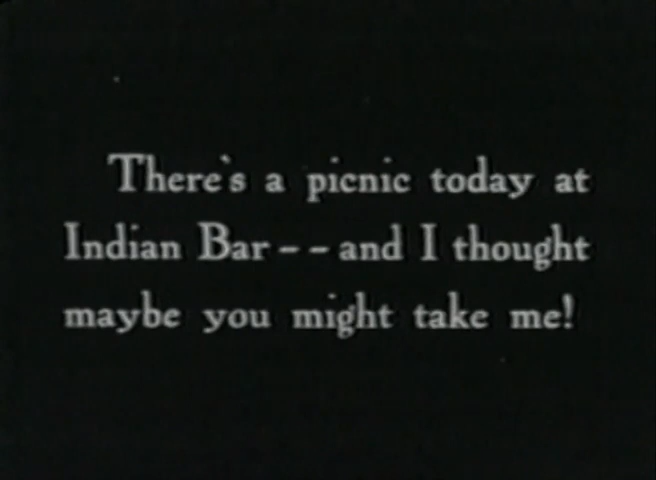 There's a picnic today at
Indian Bar--and I thought
maybe you might take me!